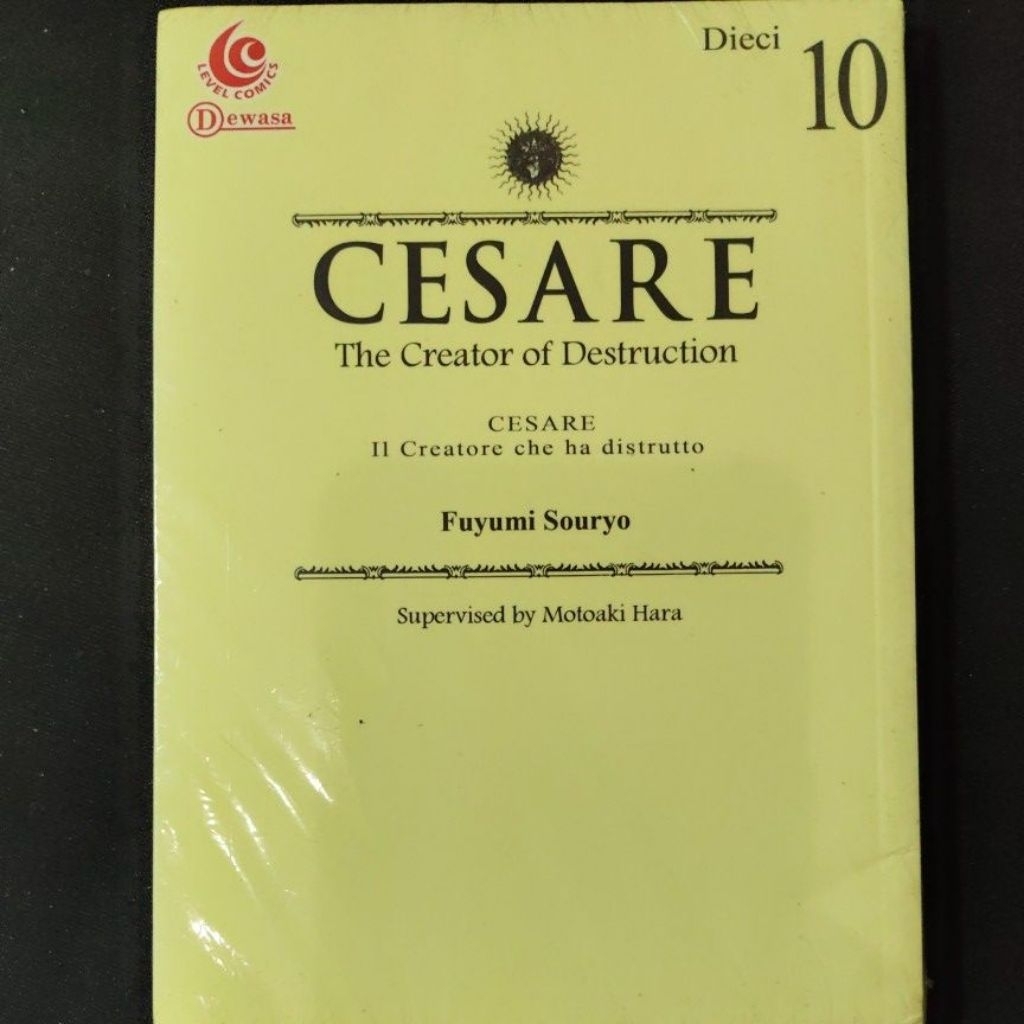 LEVEL COMICS
Dewasa
Dieci
10
CESARE
The Creator of Destruction
CESARE
Il Creatore che ha distrutto
Fuyumi Souryo
Supervised by Motoaki Hara